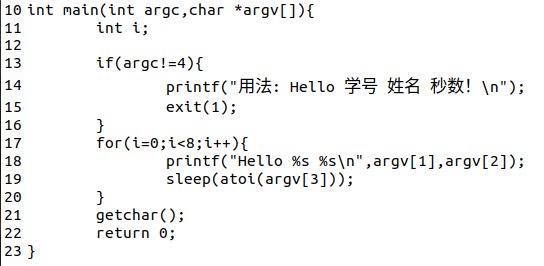 10 int main(int argc,char *argv[]){
11         int i;
12
13         if(argc!=4){
14                 printf("用法: Hello 学号 姓名 秒数! \n");
15                 exit(1);
16         }
17         for(i=0;i<8;i++){
18                 printf("Hello %s %s\n",argv[1],argv[2]);
19                 sleep(atoi(argv[3]));
20         }
21         getchar();
22         return 0;
23 }